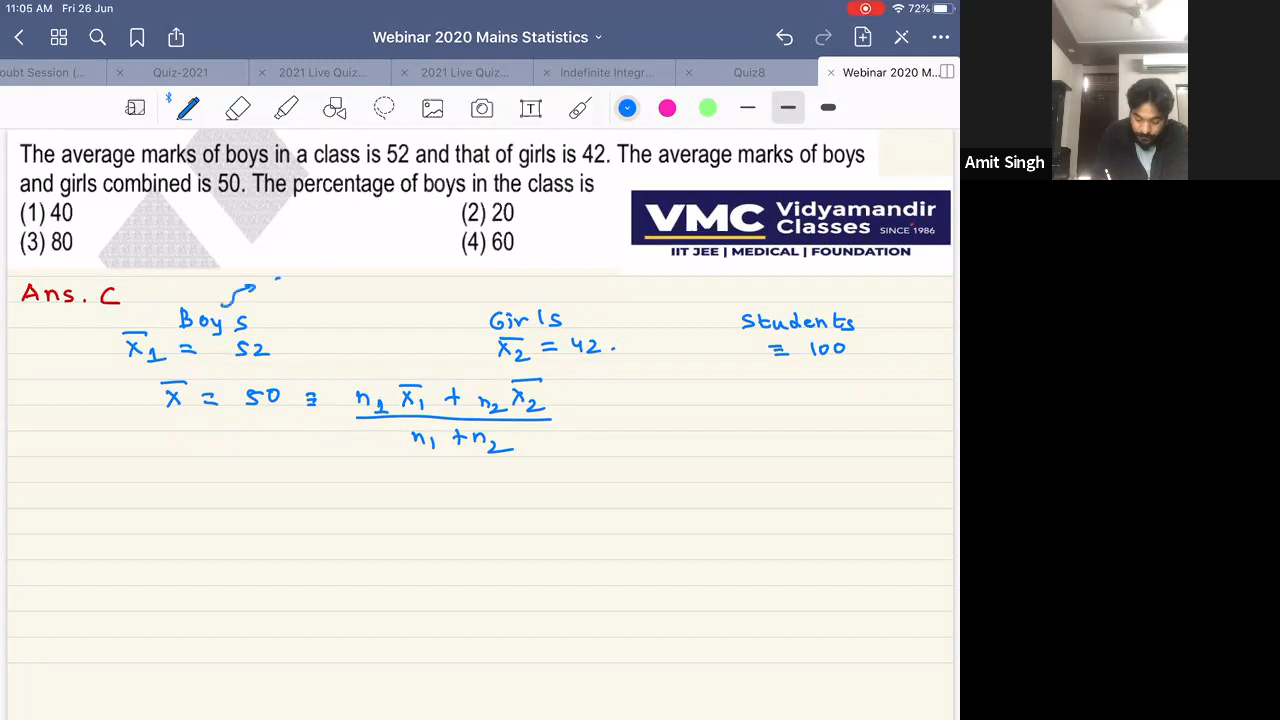 11:05 AM Fri 26 Jun
72%
Webinar 2020 Mains Statistics
oubt Session (...
Quiz-2021
2021 Live Quiz...
2021 Live Quiz...
Indefinite Integr...
Quiz8
Webinar 2020 M...
The average marks of boys in a class is 52 and that of girls is 42. The average marks of boys
and girls combined is 50. The percentage of boys in the class is
(1) 40 (2) 20
(3) 80 (4) 60
VMC Vidyamandir Classes SINCE 1986
IIT JEE | MEDICAL | FOUNDATION
Ans. C
Boys Girls Students
x̄1 = 52 x̄2 = 42. ≡ 100
x̄ = 50 ≡ n1 x̄1 + n2 x̄2
n1 + n2
Amit Singh